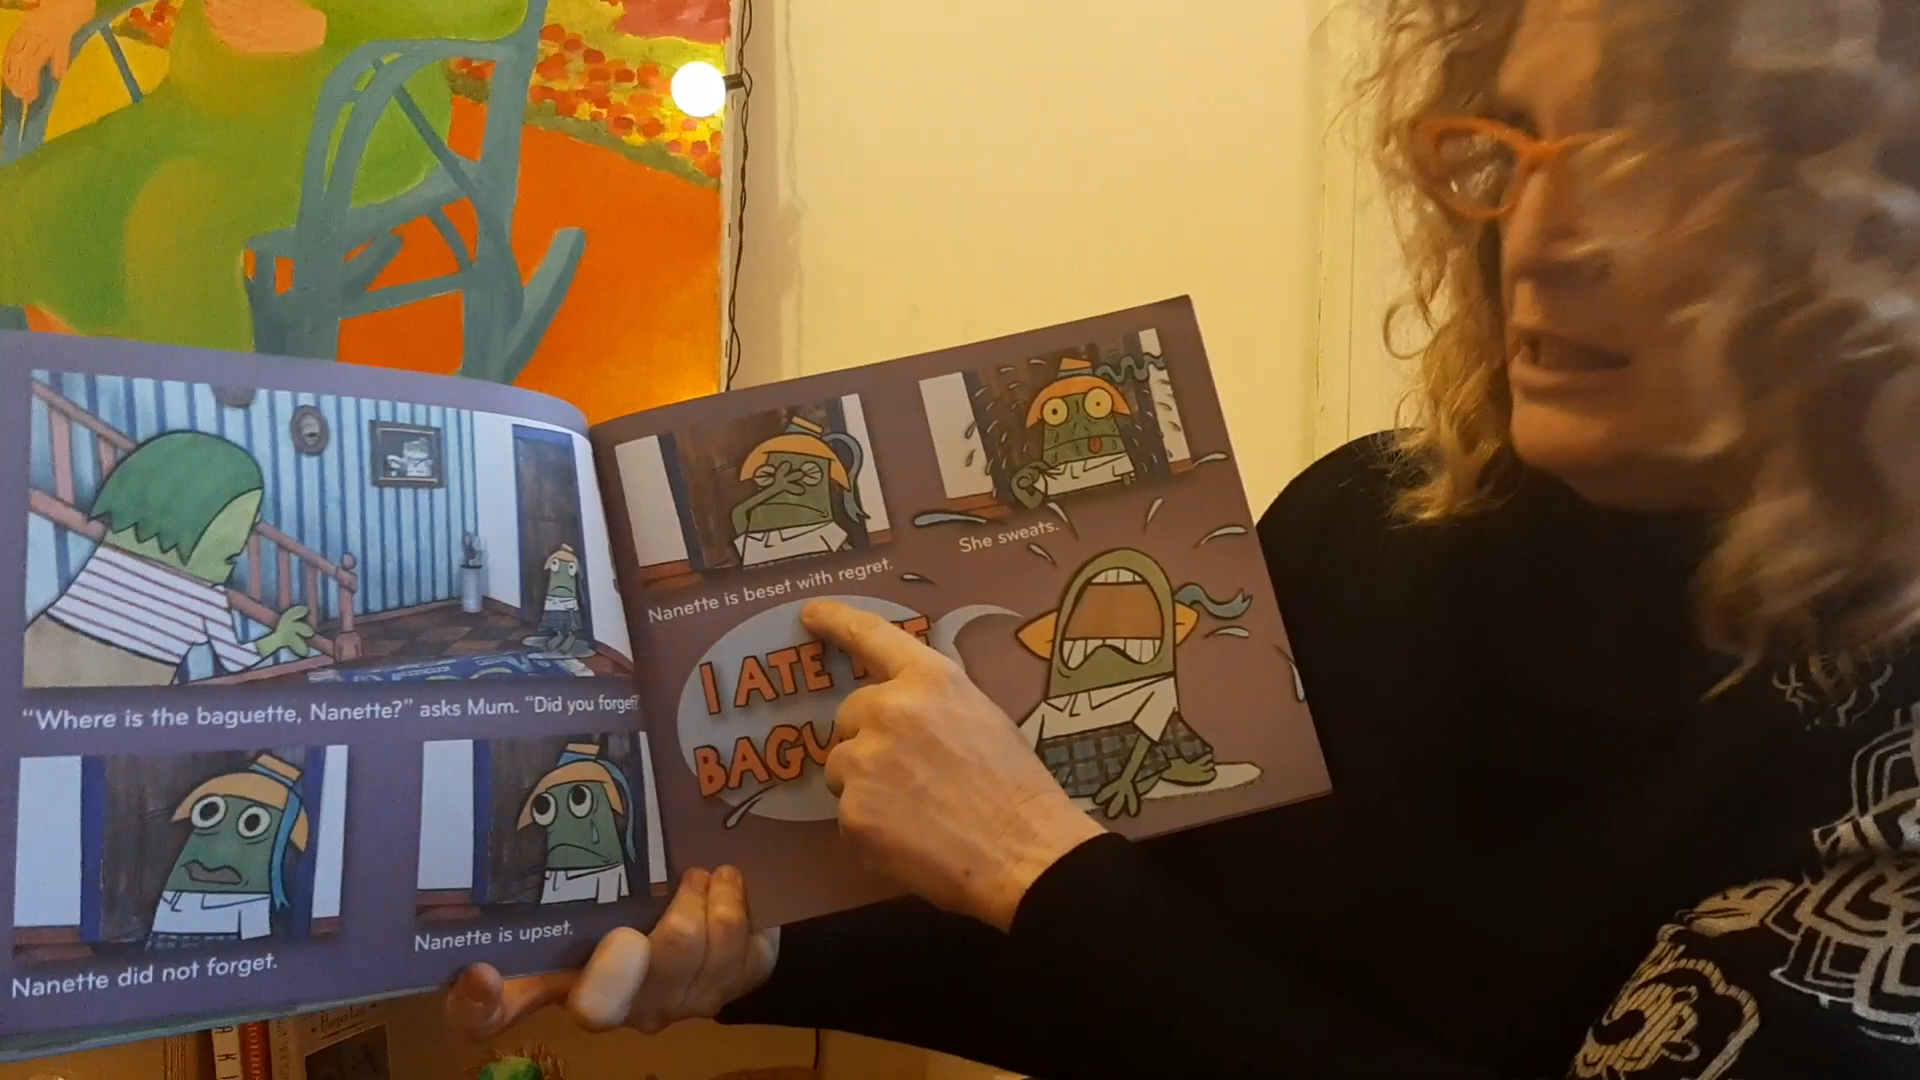 "Where is the baguette, Nanette?" asks Mum. "Did you forget?
Nanette did not forget.
Nanette is upset.
Nanette is beset with regret.
She sweats.
I ATE